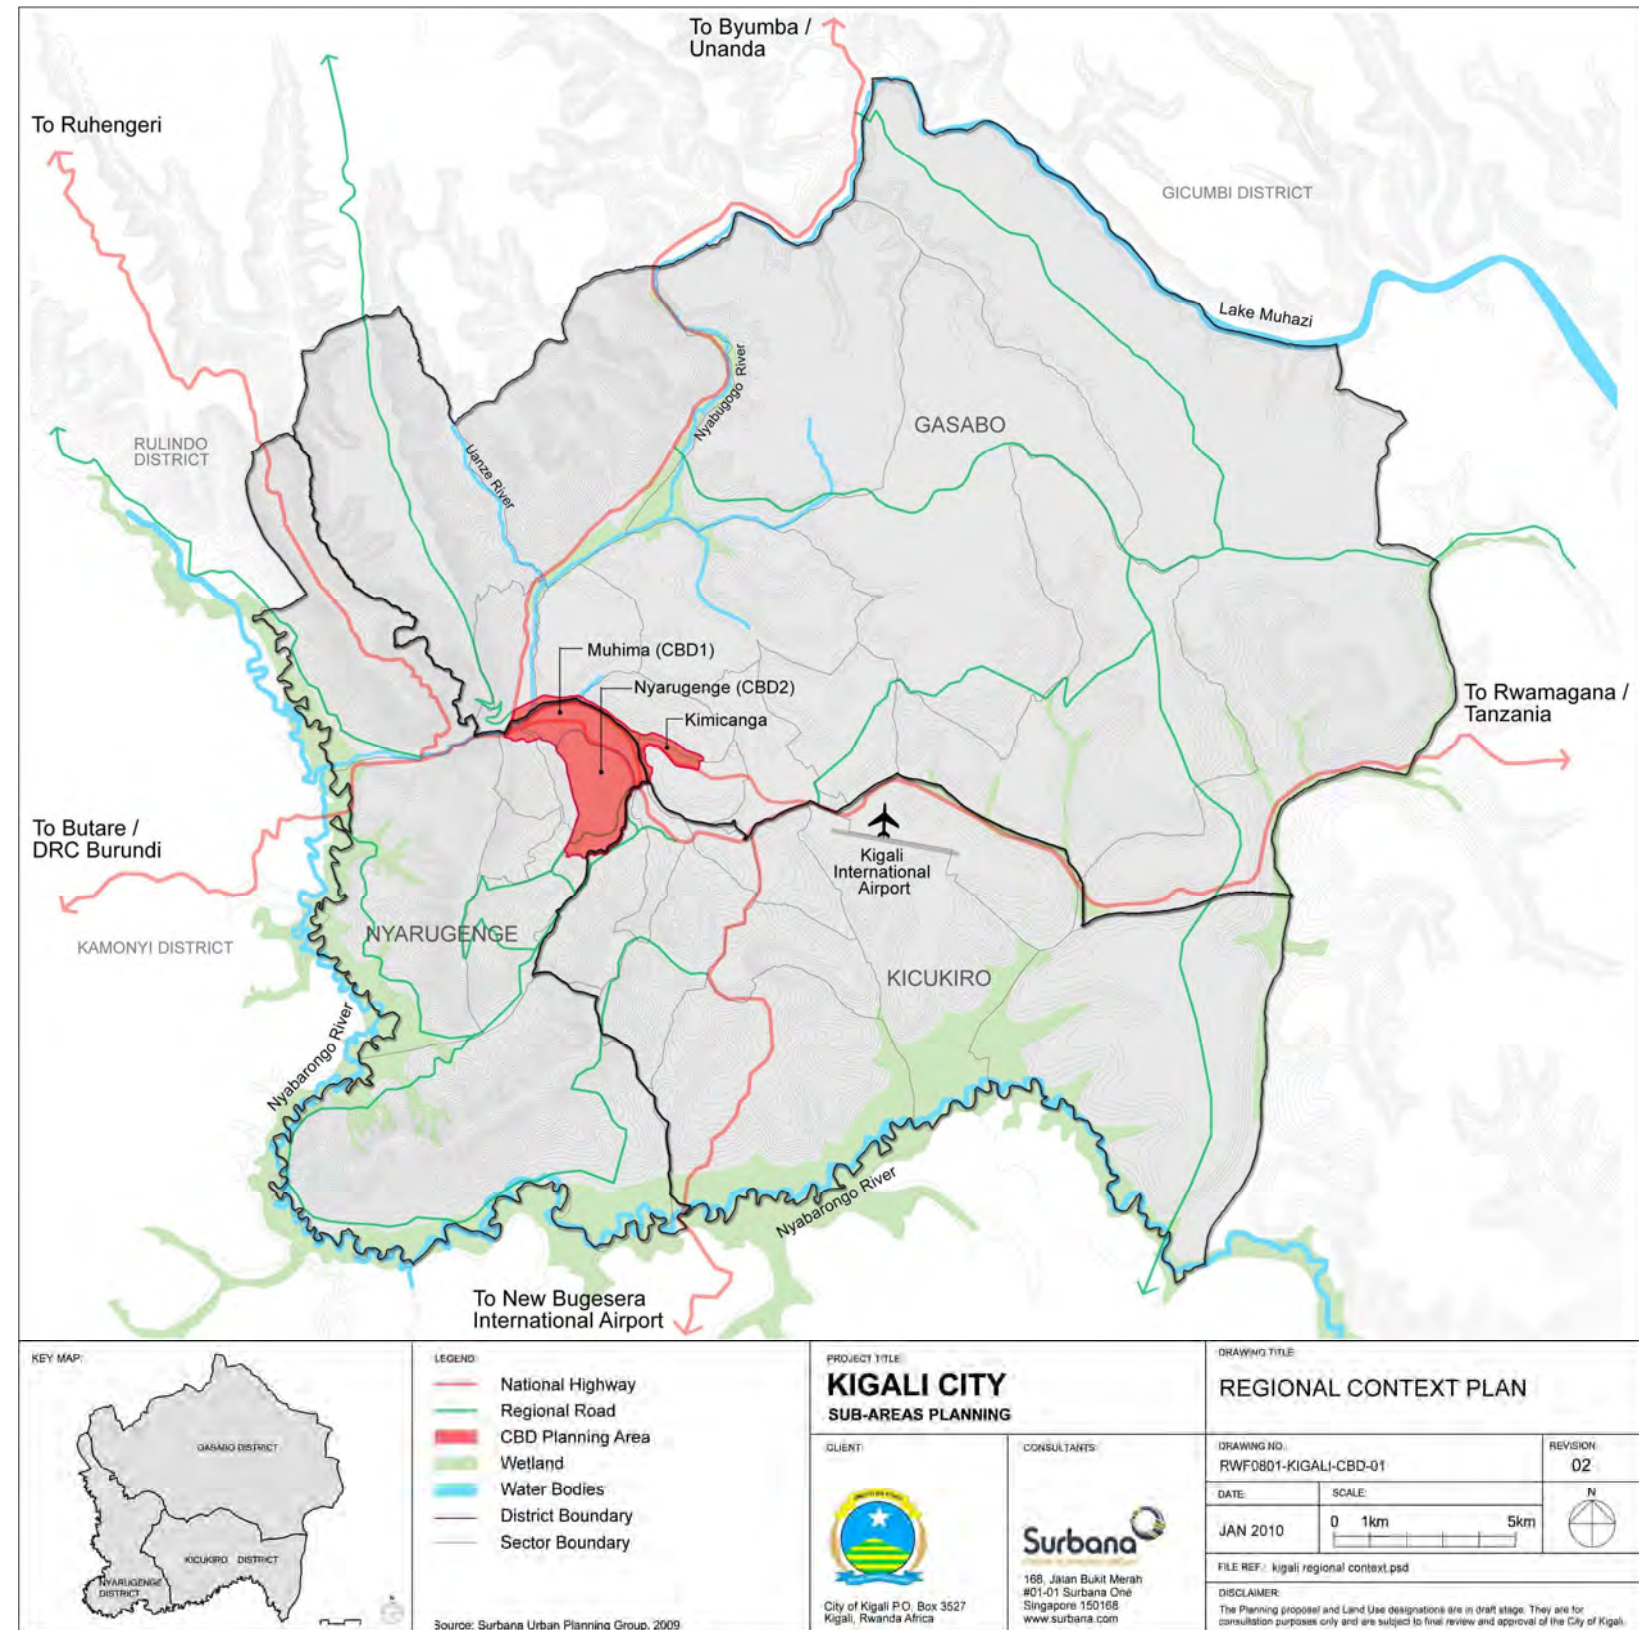 To Byumba /
Unanda
To Ruhengeri
GICUMBI DISTRICT
Lake Muhazi
Nyabugogo River
GASABO
RULINDO
DISTRICT
Uanze River
Muhima (CBD1)
Nyarugenge (CBD2)
Kimicanga
To Rwamagana /
Tanzania
To Butare /
DRC Burundi
Kigali
International
Airport
NYARUGENGE
KAMONYI DISTRICT
KICUKIRO
Nyabarongo River
Nyabarongo River
To New Bugesera
International Airport
KEY MAP:
GASABO DISTRICT
KICUKIRO DISTRICT
NYARUGENGE
DISTRICT
LEGEND:
National Highway
Regional Road
CBD Planning Area
Wetland
Water Bodies
District Boundary
Sector Boundary
Source: Surbana Urban Planning Group, 2009
PROJECT TITLE
KIGALI CITY
SUB-AREAS PLANNING
CLIENT:
City of Kigali P.O. Box 3527
Kigali, Rwanda Africa
CONSULTANTS:
Surbana
168, Jalan Bukit Merah
#01-01 Surbana One
Singapore 150168
www.surbana.com
DRAWING TITLE:
REGIONAL CONTEXT PLAN
DRAWING NO.:
RWF0801-KIGALI-CBD-01
REVISION
02
DATE:
JAN 2010
SCALE:
0 1km 5km
N
FILE REF.: kigali regional context.psd
DISCLAIMER:
The Planning proposal and Land Use designations are in draft stage. They are for
consultation purposes only and are subject to final review and approval of the City of Kigali.